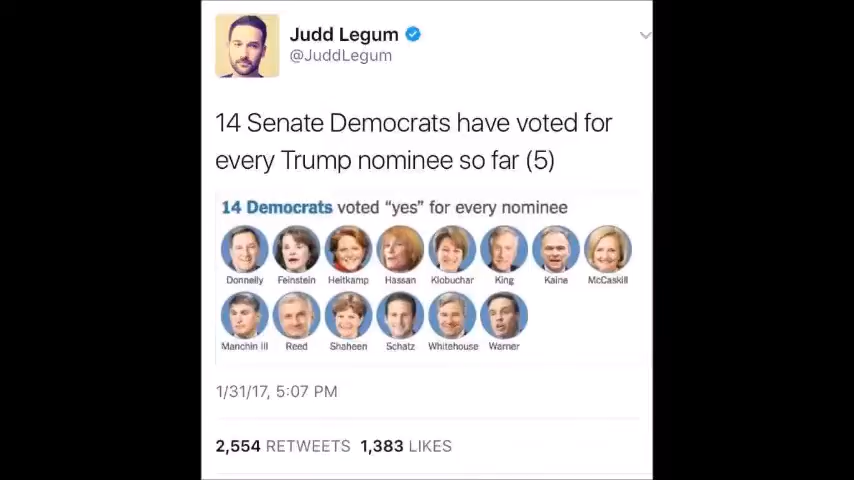 Judd Legum
@JuddLegum
14 Senate Democrats have voted for
every Trump nominee so far (5)
14 Democrats voted "yes" for every nominee
Donnelly Feinstein Heitkamp Hassan Klobuchar King Kaine McCaskill
Manchin III Reed Shaheen Schatz Whitehouse Warner
1/31/17, 5:07 PM
2,554 RETWEETS 1,383 LIKES